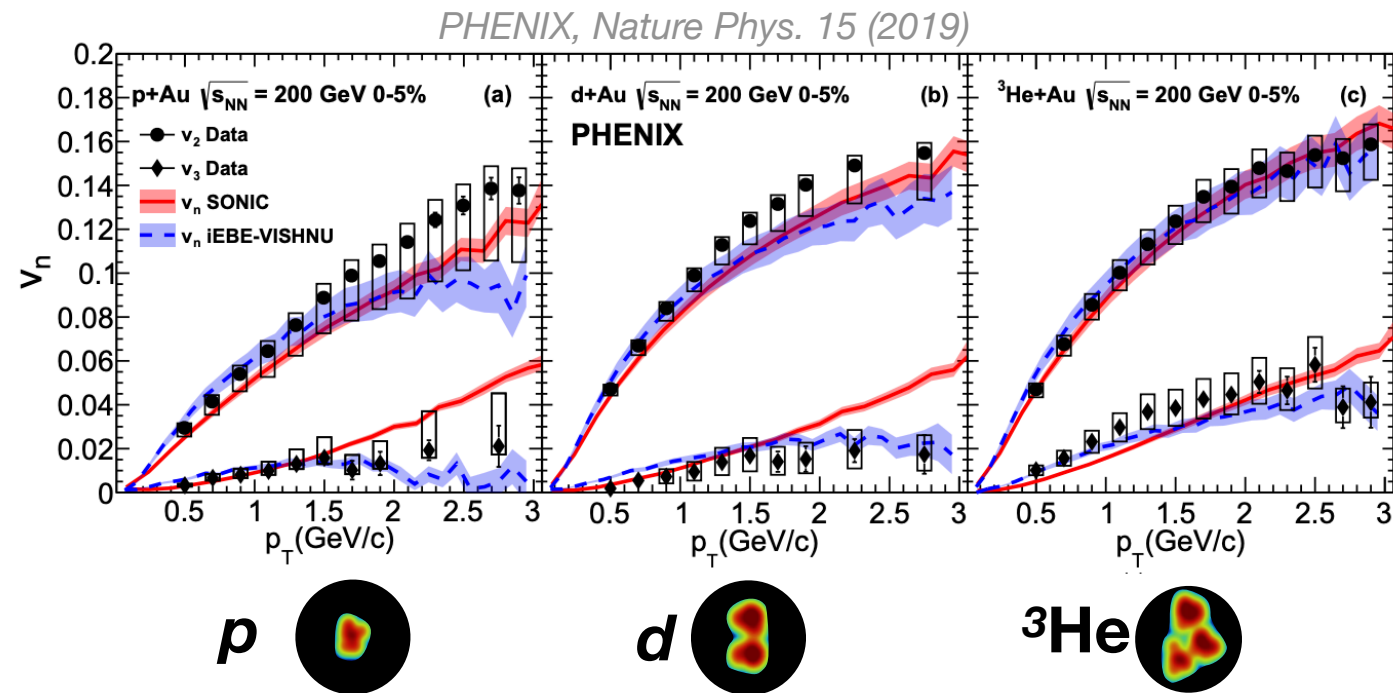 PHENIX, Nature Phys. 15 (2019)
p+Au √sNN = 200 GeV 0-5% (a)
v2 Data
v3 Data
vn SONIC
vn iEBE-VISHNU
d+Au √sNN = 200 GeV 0-5% (b)
PHENIX
3He+Au √sNN = 200 GeV 0-5% (c)
vn
0.2
0.18
0.16
0.14
0.12
0.1
0.08
0.06
0.04
0.02
0
0.5 1 1.5 2 2.5 3
0.5 1 1.5 2 2.5 3
0.5 1 1.5 2 2.5 3
pT(GeV/c)
pT(GeV/c)
pT(GeV/c)
p
d
3He